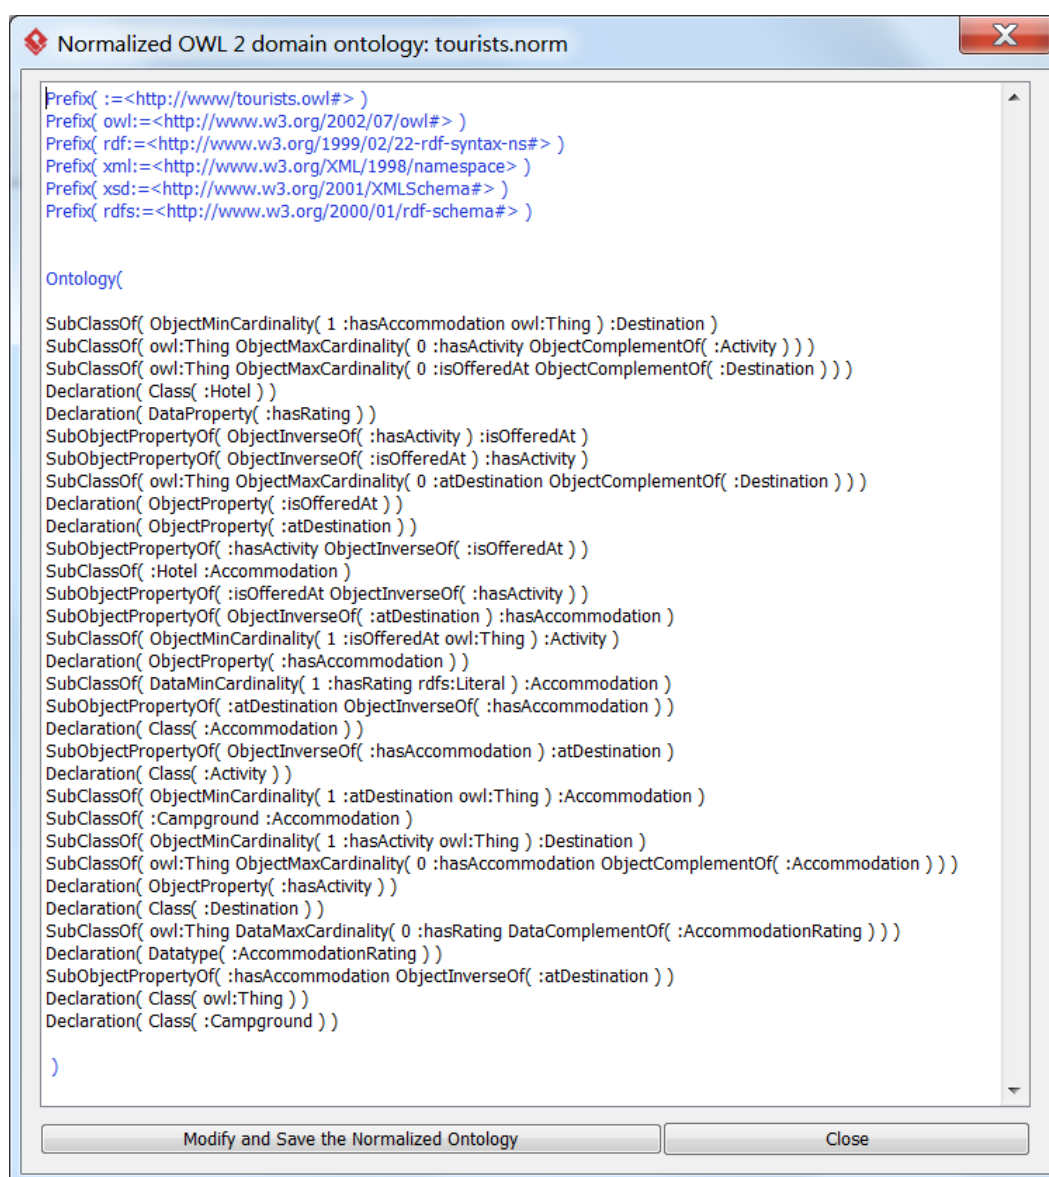 Normalized OWL 2 domain ontology: tourists.norm
X
Prefix( :=<http://www/tourists.owl#> )
Prefix( owl:=<http://www.w3.org/2002/07/owl#> )
Prefix( rdf:=<http://www.w3.org/1999/02/22-rdf-syntax-ns#> )
Prefix( xml:=<http://www.w3.org/XML/1998/namespace> )
Prefix( xsd:=<http://www.w3.org/2001/XMLSchema#> )
Prefix( rdfs:=<http://www.w3.org/2000/01/rdf-schema#> )
Ontology(
SubClassOf( ObjectMinCardinality( 1 :hasAccommodation owl:Thing ) :Destination )
SubClassOf( owl:Thing ObjectMaxCardinality( 0 :hasActivity ObjectComplementOf( :Activity ) ) )
SubClassOf( owl:Thing ObjectMaxCardinality( 0 :isOfferedAt ObjectComplementOf( :Destination ) ) )
Declaration( Class( :Hotel ) )
Declaration( DataProperty( :hasRating ) )
SubObjectPropertyOf( ObjectInverseOf( :hasActivity ) :isOfferedAt )
SubObjectPropertyOf( ObjectInverseOf( :isOfferedAt ) :hasActivity )
SubClassOf( owl:Thing ObjectMaxCardinality( 0 :atDestination ObjectComplementOf( :Destination ) ) )
Declaration( ObjectProperty( :isOfferedAt ) )
Declaration( ObjectProperty( :atDestination ) )
SubObjectPropertyOf( :hasActivity ObjectInverseOf( :isOfferedAt ) )
SubClassOf( :Hotel :Accommodation )
SubObjectPropertyOf( :isOfferedAt ObjectInverseOf( :hasActivity ) )
SubObjectPropertyOf( ObjectInverseOf( :atDestination ) :hasAccommodation )
SubClassOf( ObjectMinCardinality( 1 :isOfferedAt owl:Thing ) :Activity )
Declaration( ObjectProperty( :hasAccommodation ) )
SubClassOf( DataMinCardinality( 1 :hasRating rdfs:Literal ) :Accommodation )
SubObjectPropertyOf( :atDestination ObjectInverseOf( :hasAccommodation ) )
Declaration( Class( :Accommodation ) )
SubObjectPropertyOf( ObjectInverseOf( :hasAccommodation ) :atDestination )
Declaration( Class( :Activity ) )
SubClassOf( ObjectMinCardinality( 1 :atDestination owl:Thing ) :Accommodation )
SubClassOf( :Campground :Accommodation )
SubClassOf( ObjectMinCardinality( 1 :hasActivity owl:Thing ) :Destination )
SubClassOf( owl:Thing ObjectMaxCardinality( 0 :hasAccommodation ObjectComplementOf( :Accommodation ) ) )
Declaration( ObjectProperty( :hasActivity ) )
Declaration( Class( :Destination ) )
SubClassOf( owl:Thing DataMaxCardinality( 0 :hasRating DataComplementOf( :AccommodationRating ) ) )
Declaration( Datatype( :AccommodationRating ) )
SubObjectPropertyOf( :hasAccommodation ObjectInverseOf( :atDestination ) )
Declaration( Class( owl:Thing ) )
Declaration( Class( :Campground ) )
)
Modify and Save the Normalized Ontology
Close